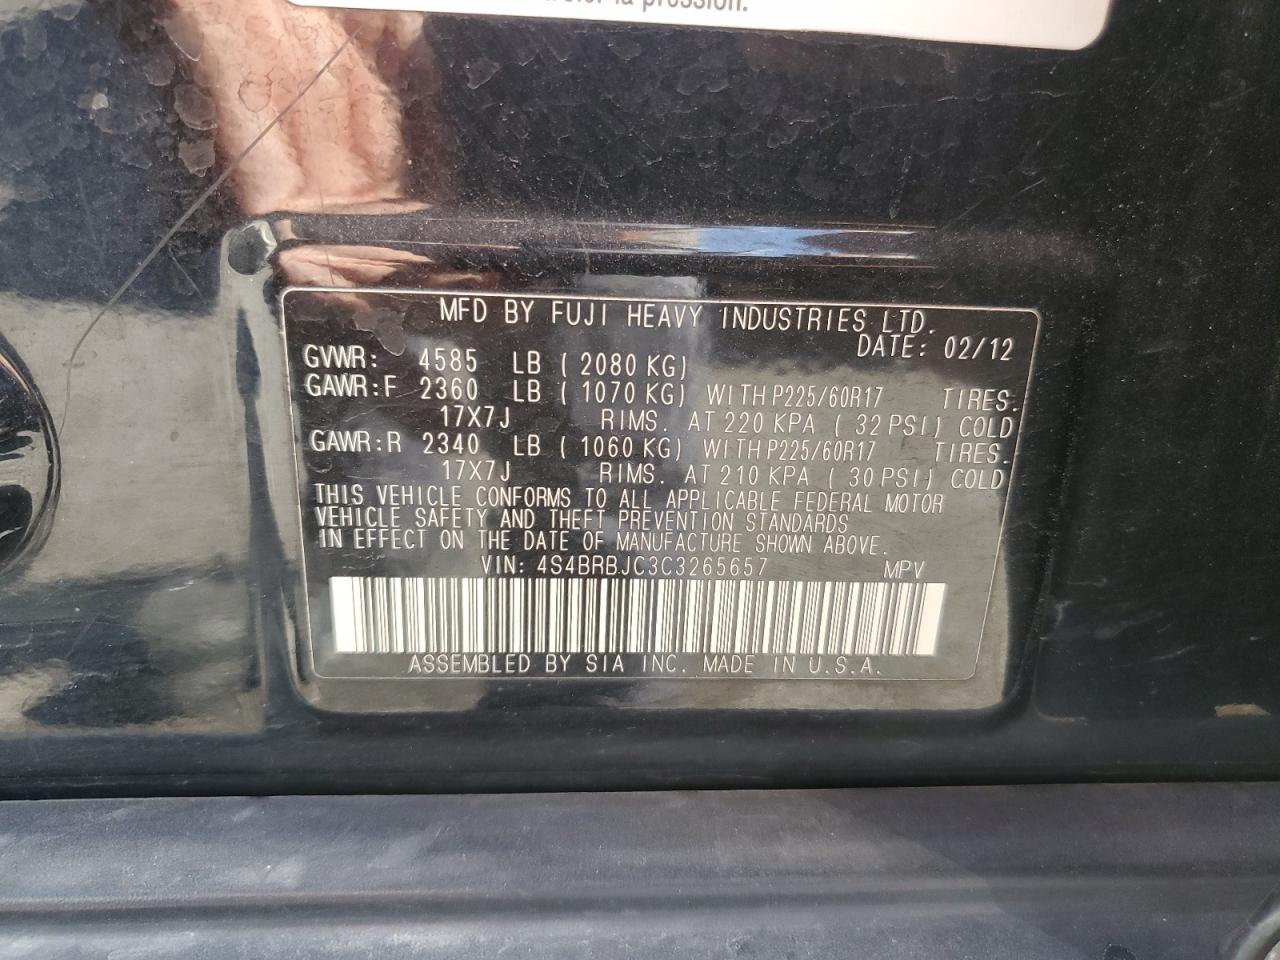 la pression.
MFD BY FUJI HEAVY INDUSTRIES LTD.
DATE: 02/12
GVWR: 4585 LB ( 2080 KG)
GAWR:F 2360 LB ( 1070 KG) WITH P225/60R17 TIRES.
17X7J RIMS. AT 220 KPA ( 32 PSI) COLD
GAWR:R 2340 LB ( 1060 KG) WITH P225/60R17 TIRES.
17X7J RIMS. AT 210 KPA ( 30 PSI) COLD
THIS VEHICLE CONFORMS TO ALL APPLICABLE FEDERAL MOTOR
VEHICLE SAFETY AND THEFT PREVENTION STANDARDS
IN EFFECT ON THE DATE OF MANUFACTURE SHOWN ABOVE.
VIN: 4S4BRBJC3C3265657 MPV
ASSEMBLED BY SIA INC. MADE IN U.S.A.